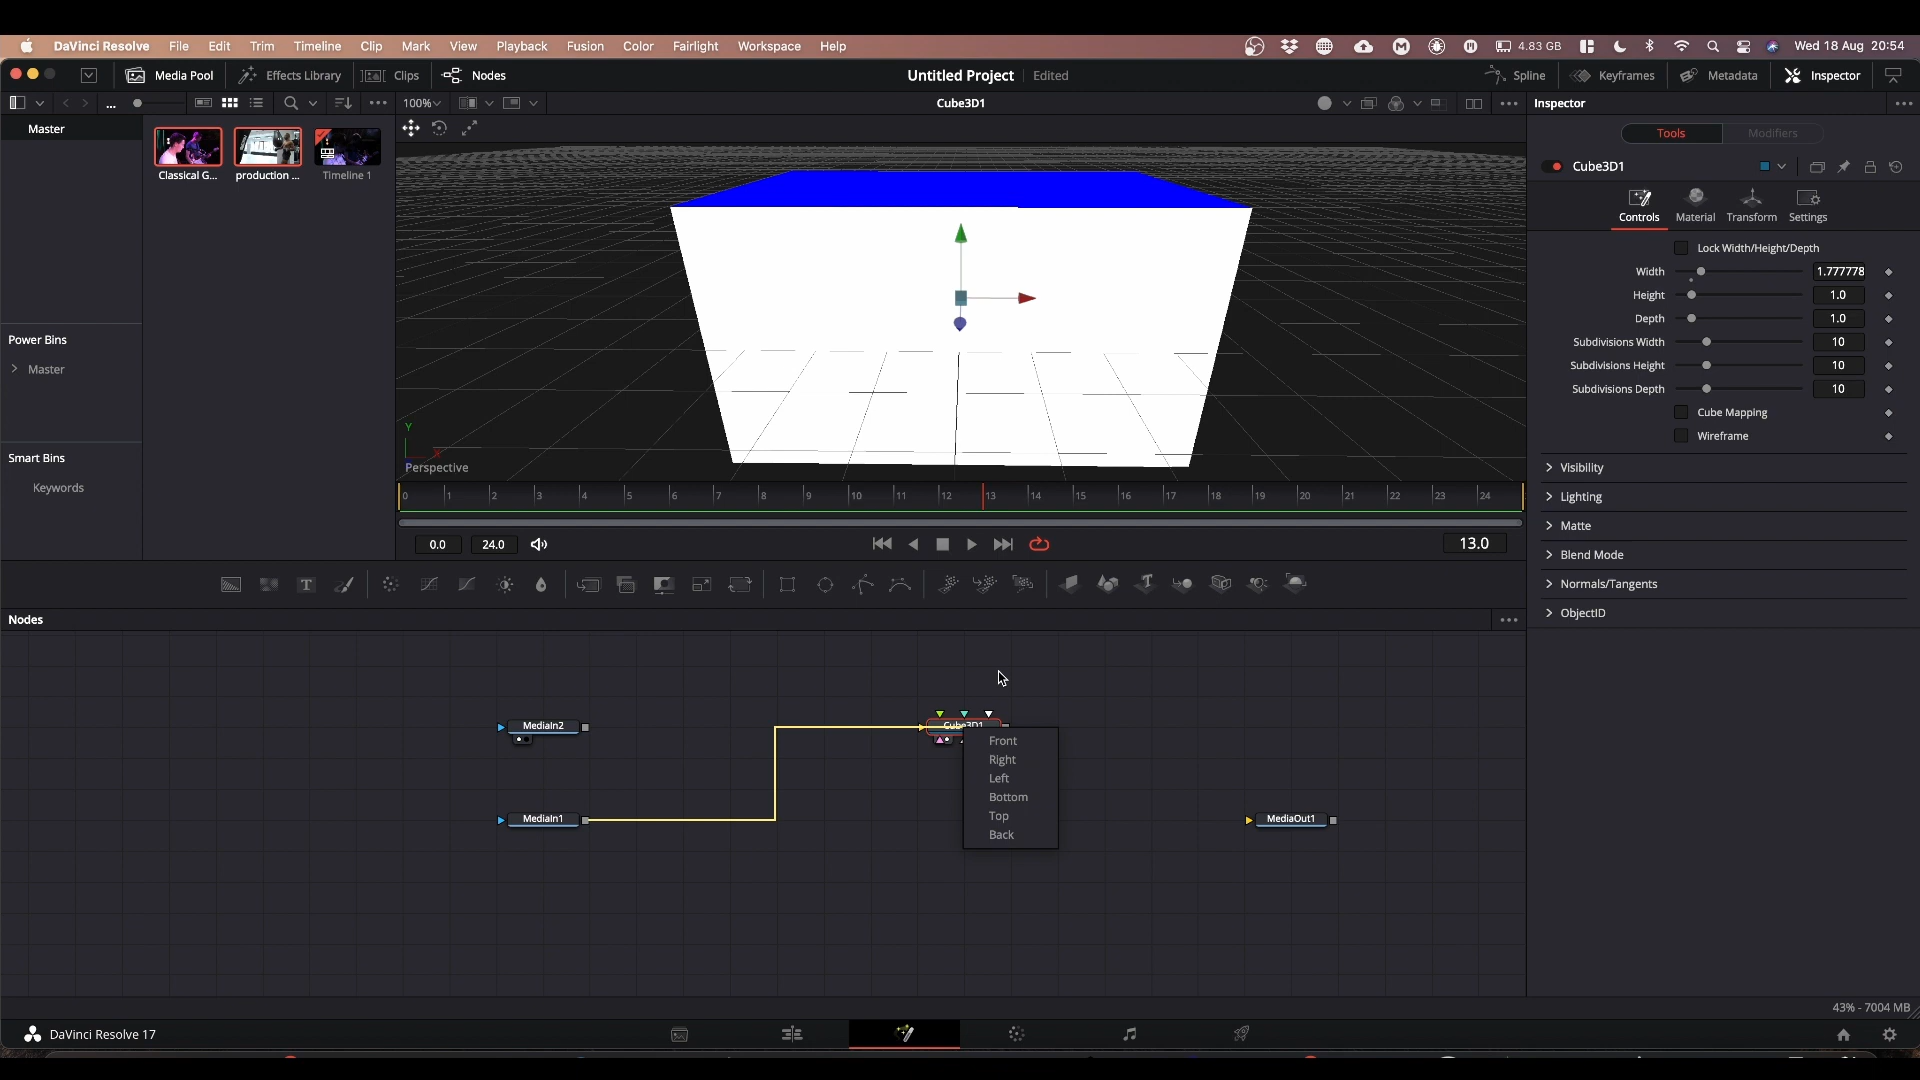 DaVinci Resolve File Edit Trim Timeline Clip Mark View Playback Fusion Color Fairlight Workspace Help 4.83 GB Wed 18 Aug 20:54
Media Pool Effects Library Clips Nodes Untitled Project Edited Spline Keyframes Metadata Inspector
... 100% Cube3D1 Inspector
Master
Tools Modifiers
Classical G... production ... Timeline 1
Cube3D1
Controls Material Transform Settings
Lock Width/Height/Depth
Width 1.777778
Height 1.0
Depth 1.0
Subdivisions Width 10
Subdivisions Height 10
Subdivisions Depth 10
Cube Mapping
Wireframe
Visibility
Lighting
Matte
Blend Mode
Normals/Tangents
ObjectID
Power Bins
Master
Smart Bins
Keywords
Y
X
Perspective
0 1 2 3 4 5 6 7 8 9 10 11 12 13 14 15 16 17 18 19 20 21 22 23 24
0.0 24.0 13.0
T T
Nodes
MediaIn2 Cube3D1
Front
Right
Left
Bottom
Top
Back
MediaIn1 MediaOut1
43% - 7004 MB
DaVinci Resolve 17